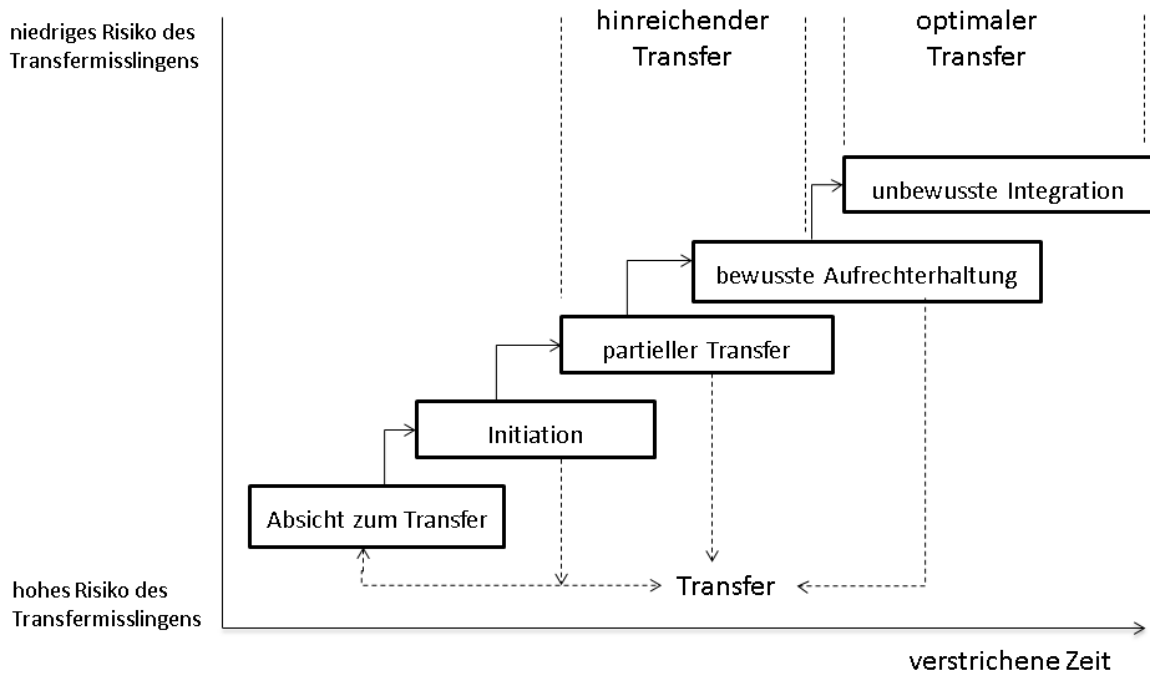 niedriges Risiko des
Transfermisslingens
hinreichender
Transfer
optimaler
Transfer
unbewusste Integration
bewusste Aufrechterhaltung
partieller Transfer
Initiation
Absicht zum Transfer
Transfer
hohes Risiko des
Transfermisslingens
verstrichene Zeit